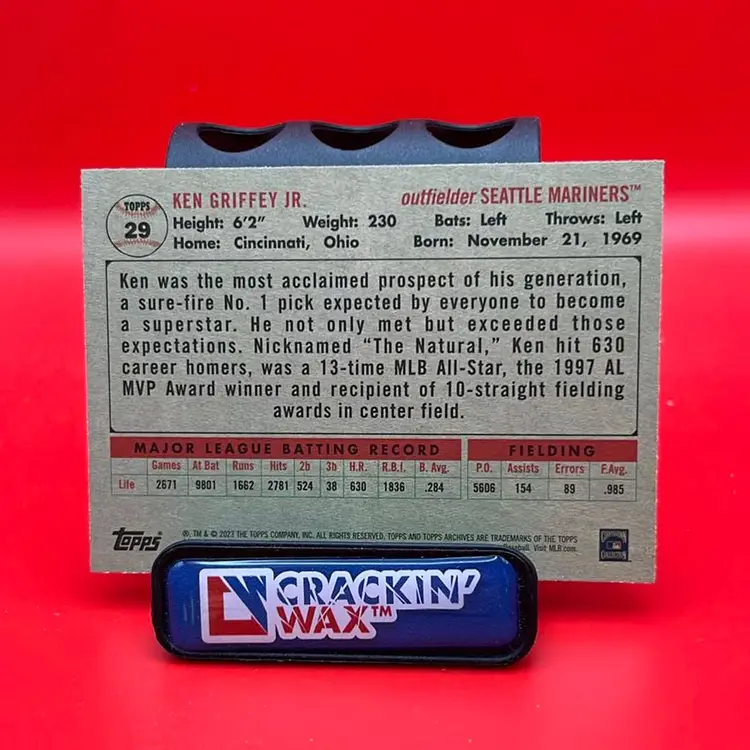 TOPPS
29
KEN GRIFFEY JR. outfielder SEATTLE MARINERS™
Height: 6'2" Weight: 230 Bats: Left Throws: Left
Home: Cincinnati, Ohio Born: November 21, 1969
Ken was the most acclaimed prospect of his generation,
a sure-fire No. 1 pick expected by everyone to become
a superstar. He not only met but exceeded those
expectations. Nicknamed “The Natural,” Ken hit 630
career homers, was a 13-time MLB All-Star, the 1997 AL
MVP Award winner and recipient of 10-straight fielding
awards in center field.
MAJOR LEAGUE BATTING RECORD FIELDING
Games At Bat Runs Hits 2b 3b H.R. R.B.I. B. Avg. P.O. Assists Errors F.Avg.
Life 2671 9801 1662 2781 524 38 630 1836 .284 5606 154 89 .985
topps ®, TM & © 2023 THE TOPPS COMPANY, INC. ALL RIGHTS RESERVED. TOPPS AND TOPPS ARCHIVES ARE TRADEMARKS OF THE TOPPS
Baseball. Visit MLB.com.
CW CRACKIN'
WAX™